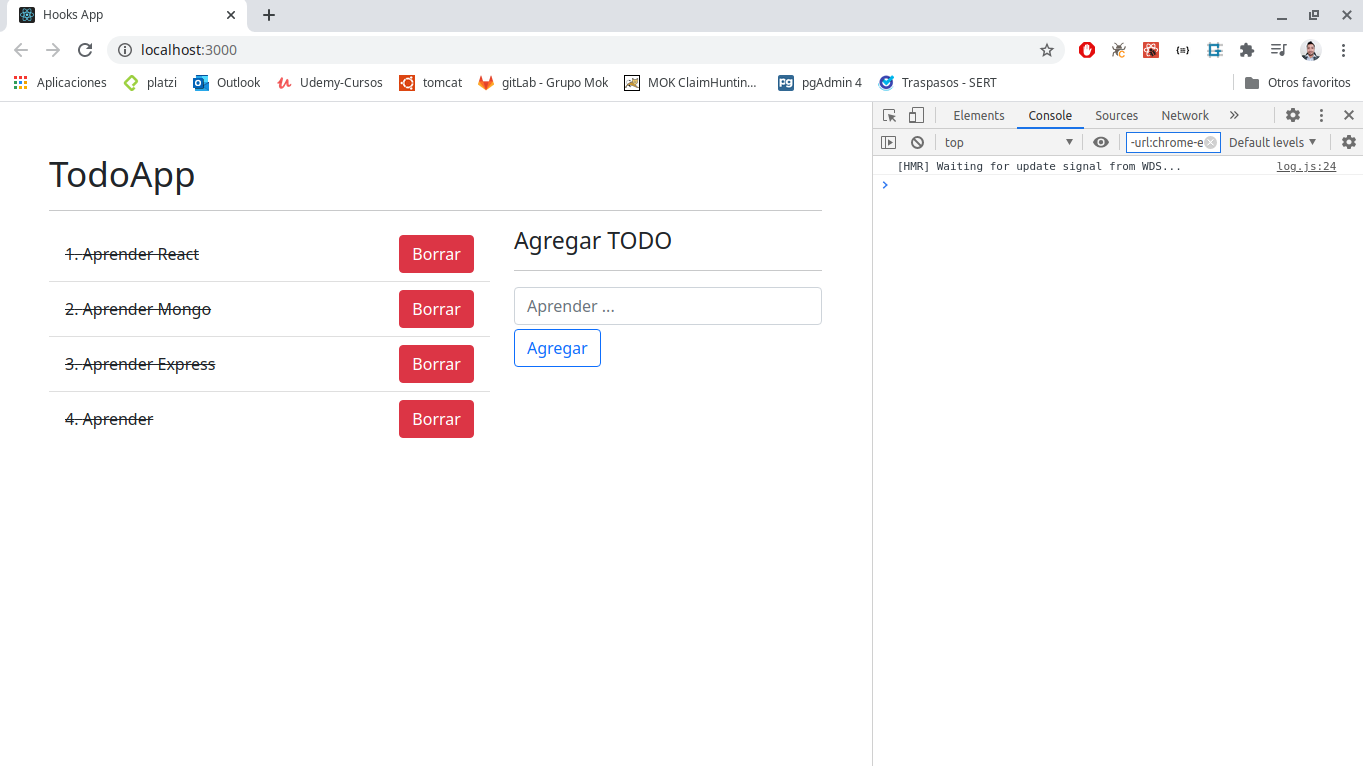 Hooks App
localhost:3000
Aplicaciones platzi Outlook Udemy-Cursos tomcat gitLab - Grupo Mok MOK ClaimHuntin... pgAdmin 4 Traspasos - SERT Otros favoritos
Elements Console Sources Network
top -url:chrome-e Default levels
[HMR] Waiting for update signal from WDS... log.js:24
TodoApp
1. Aprender React Borrar
2. Aprender Mongo Borrar
3. Aprender Express Borrar
4. Aprender Borrar
Agregar TODO
Aprender ...
Agregar